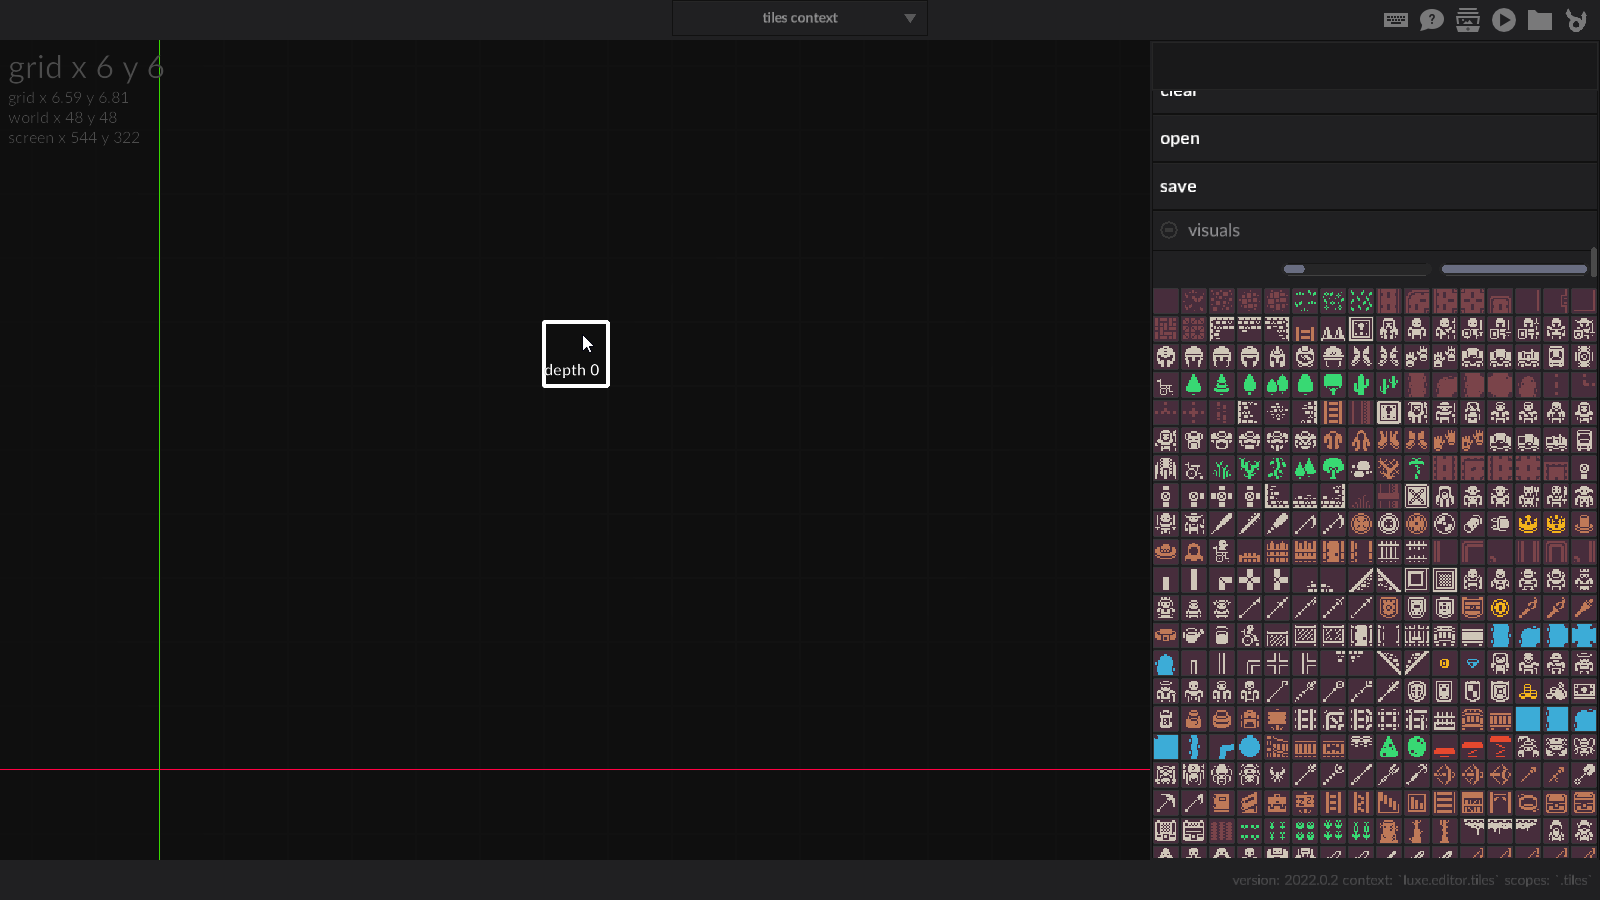 tiles context
grid x 6 y 6
grid x 6.59 y 6.81
world x 48 y 48
screen x 544 y 322
clear
open
save
visuals
depth 0
version: 2022.0.2 context: `luxe.editor.tiles` scopes: `.tiles`